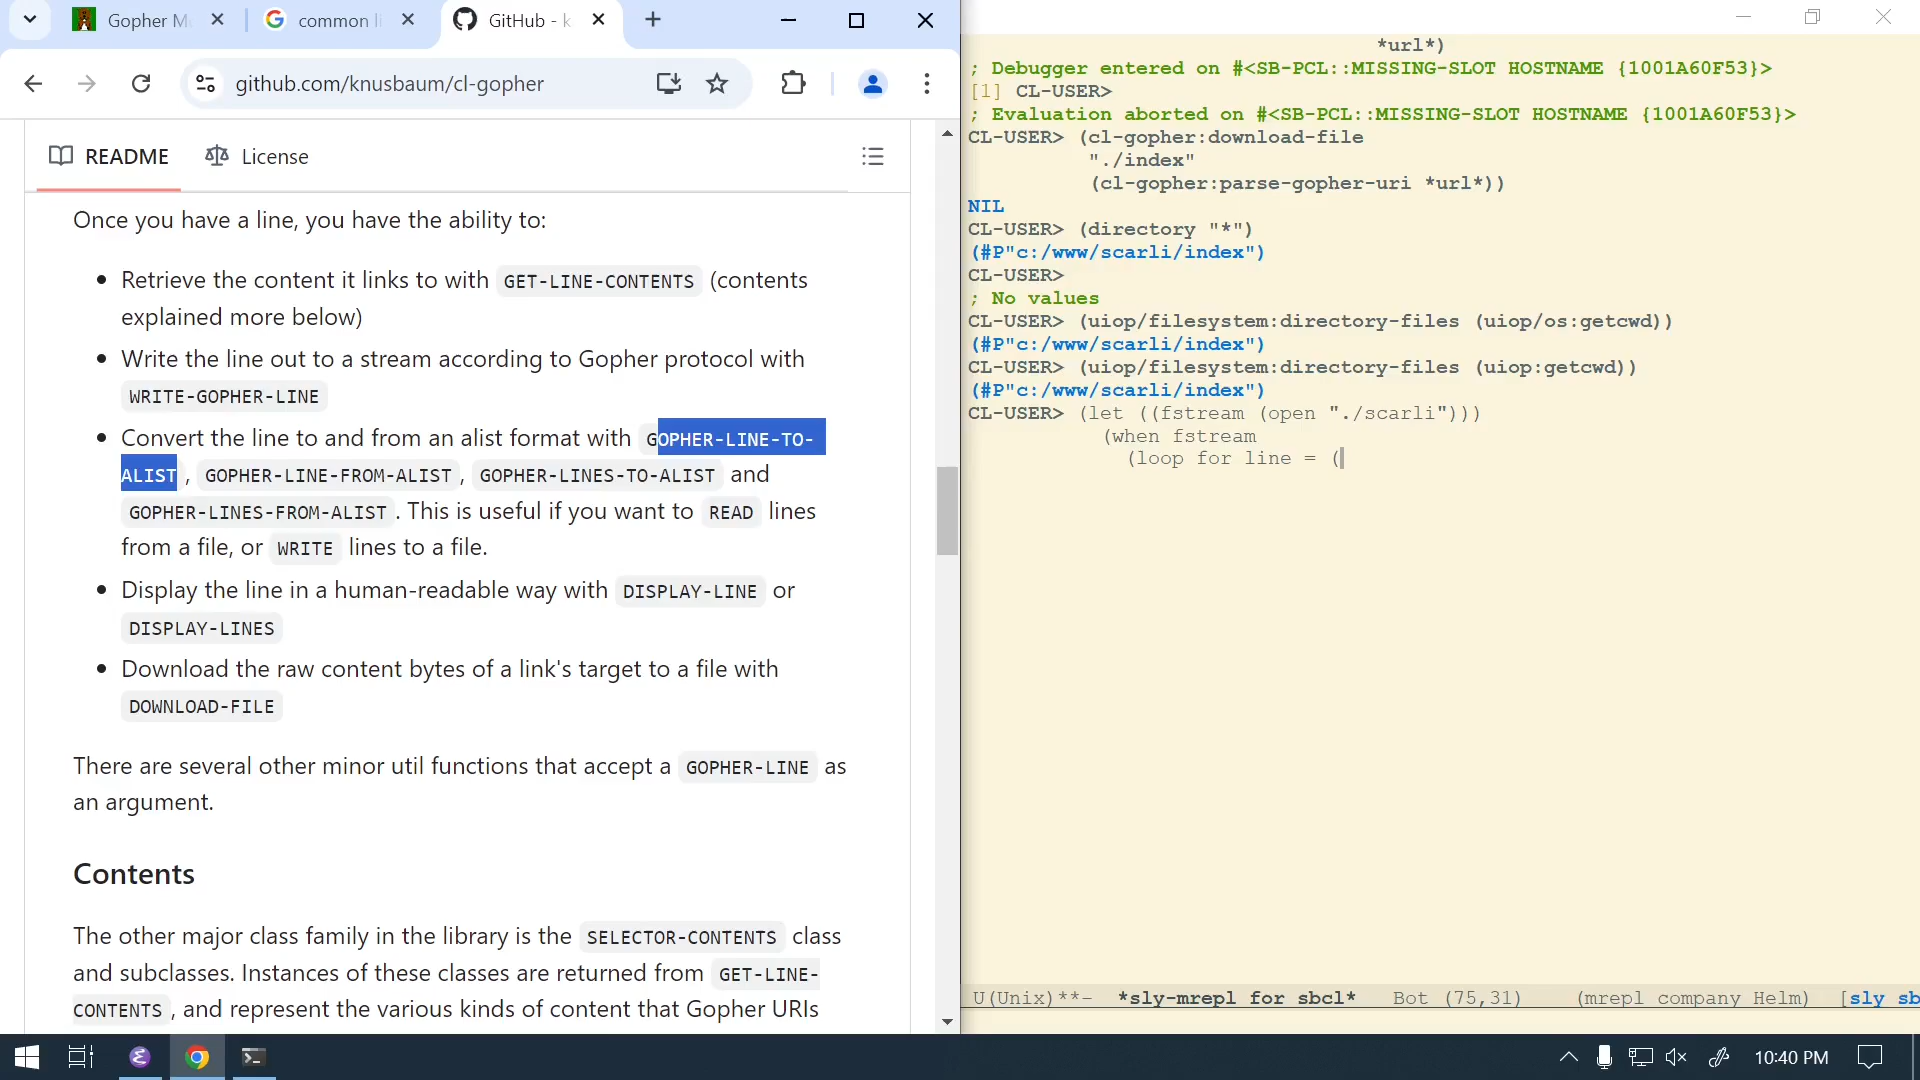 Gopher M
common li
GitHub - k
github.com/knusbaum/cl-gopher
README
License
Once you have a line, you have the ability to:
Retrieve the content it links to with GET-LINE-CONTENTS (contents
explained more below)
Write the line out to a stream according to Gopher protocol with
WRITE-GOPHER-LINE
Convert the line to and from an alist format with GOPHER-LINE-TO-
ALIST , GOPHER-LINE-FROM-ALIST , GOPHER-LINES-TO-ALIST and
GOPHER-LINES-FROM-ALIST . This is useful if you want to READ lines
from a file, or WRITE lines to a file.
Display the line in a human-readable way with DISPLAY-LINE or
DISPLAY-LINES
Download the raw content bytes of a link's target to a file with
DOWNLOAD-FILE
There are several other minor util functions that accept a GOPHER-LINE as
an argument.
Contents
The other major class family in the library is the SELECTOR-CONTENTS class
and subclasses. Instances of these classes are returned from GET-LINE-
CONTENTS , and represent the various kinds of content that Gopher URIs
*url*)
; Debugger entered on #<SB-PCL::MISSING-SLOT HOSTNAME {1001A60F53}>
[1] CL-USER>
; Evaluation aborted on #<SB-PCL::MISSING-SLOT HOSTNAME {1001A60F53}>
CL-USER> (cl-gopher:download-file
"./index"
(cl-gopher:parse-gopher-uri *url*))
NIL
CL-USER> (directory "*")
(#P"c:/www/scarli/index")
CL-USER>
; No values
CL-USER> (uiop/filesystem:directory-files (uiop/os:getcwd))
(#P"c:/www/scarli/index")
CL-USER> (uiop/filesystem:directory-files (uiop:getcwd))
(#P"c:/www/scarli/index")
CL-USER> (let ((fstream (open "./scarli")))
(when fstream
(loop for line = (
U(Unix)**- *sly-mrepl for sbcl* Bot (75,31) (mrepl company Helm) [sly sb
10:40 PM